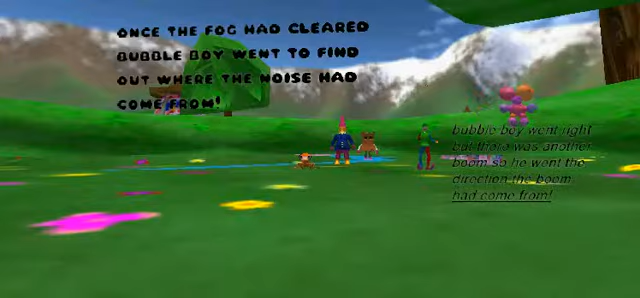 ONCE THE FOG HAD CLEARED
BUBBLE BOY WENT TO FIND
OUT WHERE THE NOISE HAD
COME FROM!
bubble boy went right
but there was another
boom so he went the
direction the boom
had come from!